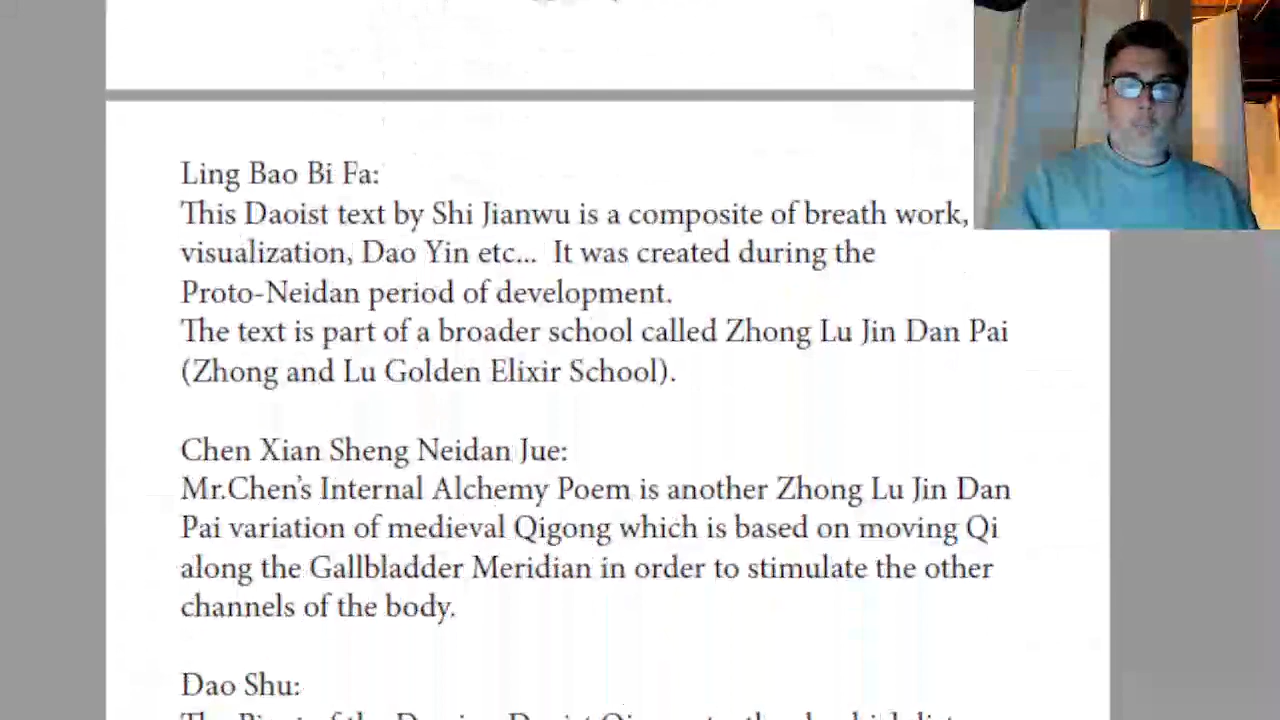 Ling Bao Bi Fa:
This Daoist text by Shi Jianwu is a composite of breath work,
visualization, Dao Yin etc...  It was created during the
Proto-Neidan period of development.
The text is part of a broader school called Zhong Lu Jin Dan Pai
(Zhong and Lu Golden Elixir School).
Chen Xian Sheng Neidan Jue:
Mr.Chen's Internal Alchemy Poem is another Zhong Lu Jin Dan
Pai variation of medieval Qigong which is based on moving Qi
along the Gallbladder Meridian in order to stimulate the other
channels of the body.
Dao Shu: